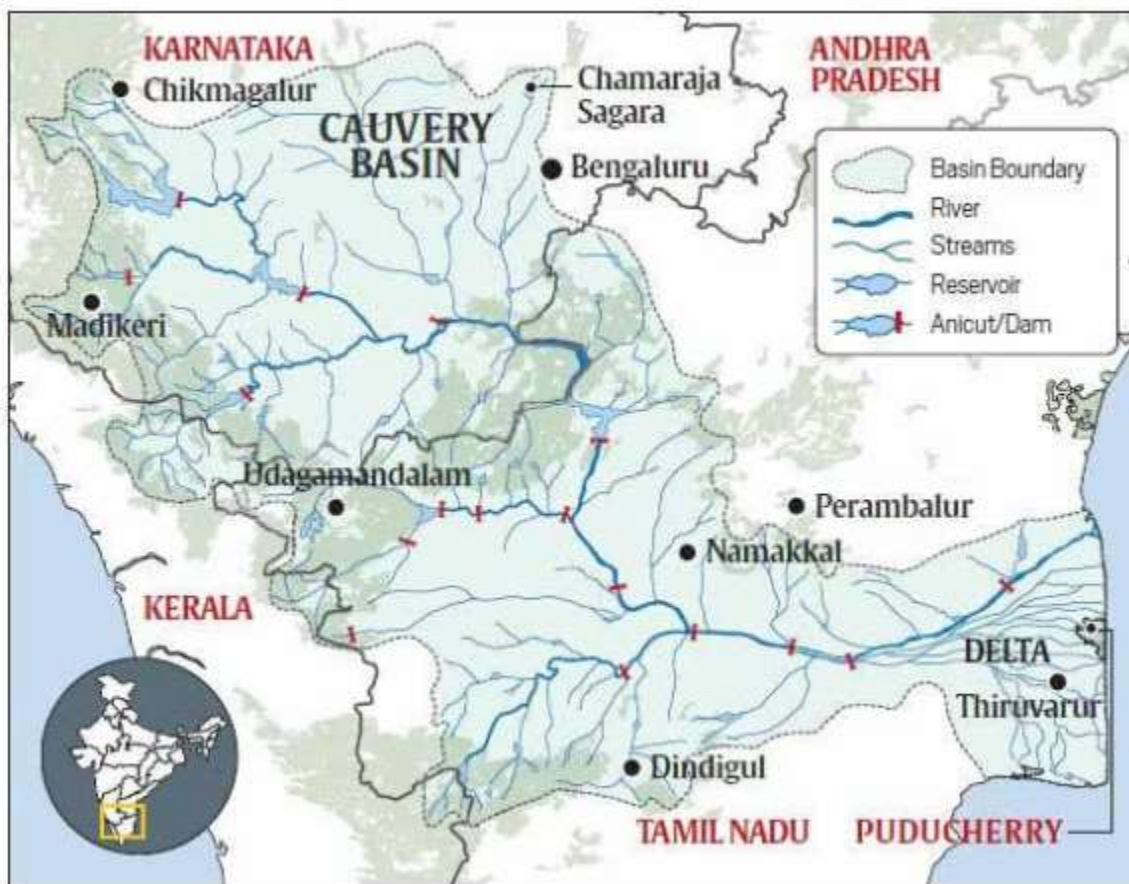 KARNATAKA
Chikmagalur
CAUVERY
BASIN
Chamaraja
Sagara
Bengaluru
ANDHRA
PRADESH
Basin Boundary
River
Streams
Reservoir
Anicut/Dam
Madikeri
Udagamandalam
Perambalur
Namakkal
KERALA
DELTA
Thiruvarur
Dindigul
TAMIL NADU
PUDUCHERRY